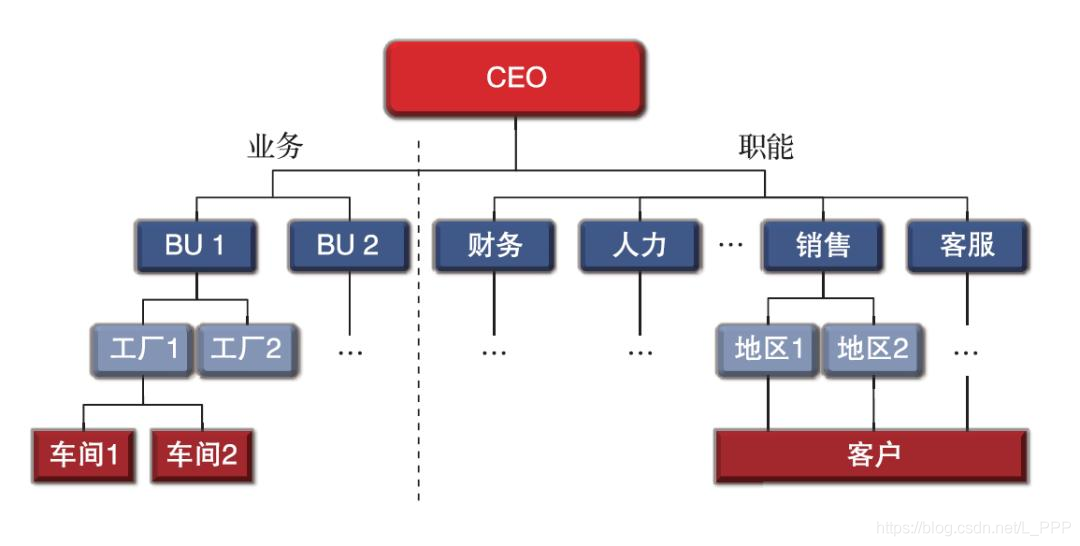 CEO
业务
职能
BU 1
BU 2
财务
人力
...
销售
客服
工厂1
工厂2
...
...
...
地区1
地区2
...
车间1
车间2
客户
https://blog.csdn.net/L_PPP